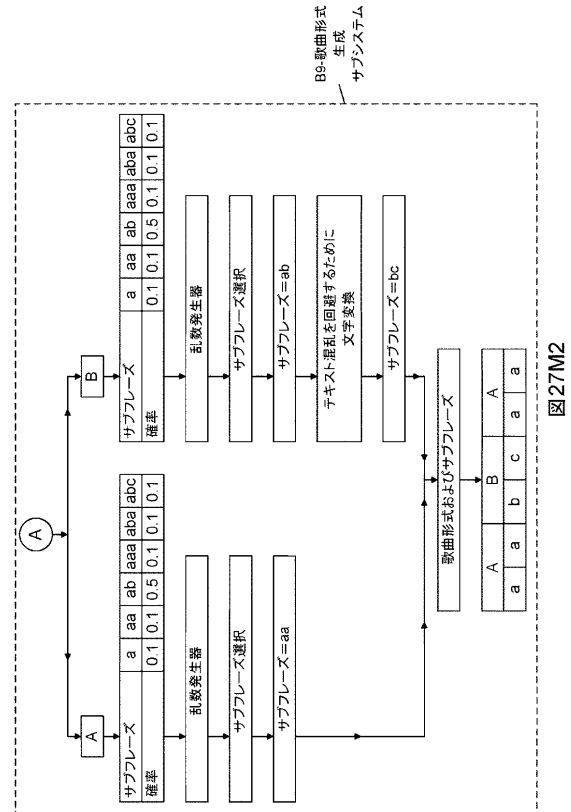 B9-歌曲形式
生成
サブシステム
A
A
サブフレーズ a aa ab aaa aba abc
確率 0.1 0.1 0.5 0.1 0.1 0.1
乱数発生器
サブフレーズ選択
サブフレーズ=aa
B
サブフレーズ a aa ab aaa aba abc
確率 0.1 0.1 0.5 0.1 0.1 0.1
乱数発生器
サブフレーズ選択
サブフレーズ=ab
テキスト混乱を回避するために
文字変換
サブフレーズ=bc
歌曲形式およびサブフレーズ
A B A
a a b c a a
図27M2